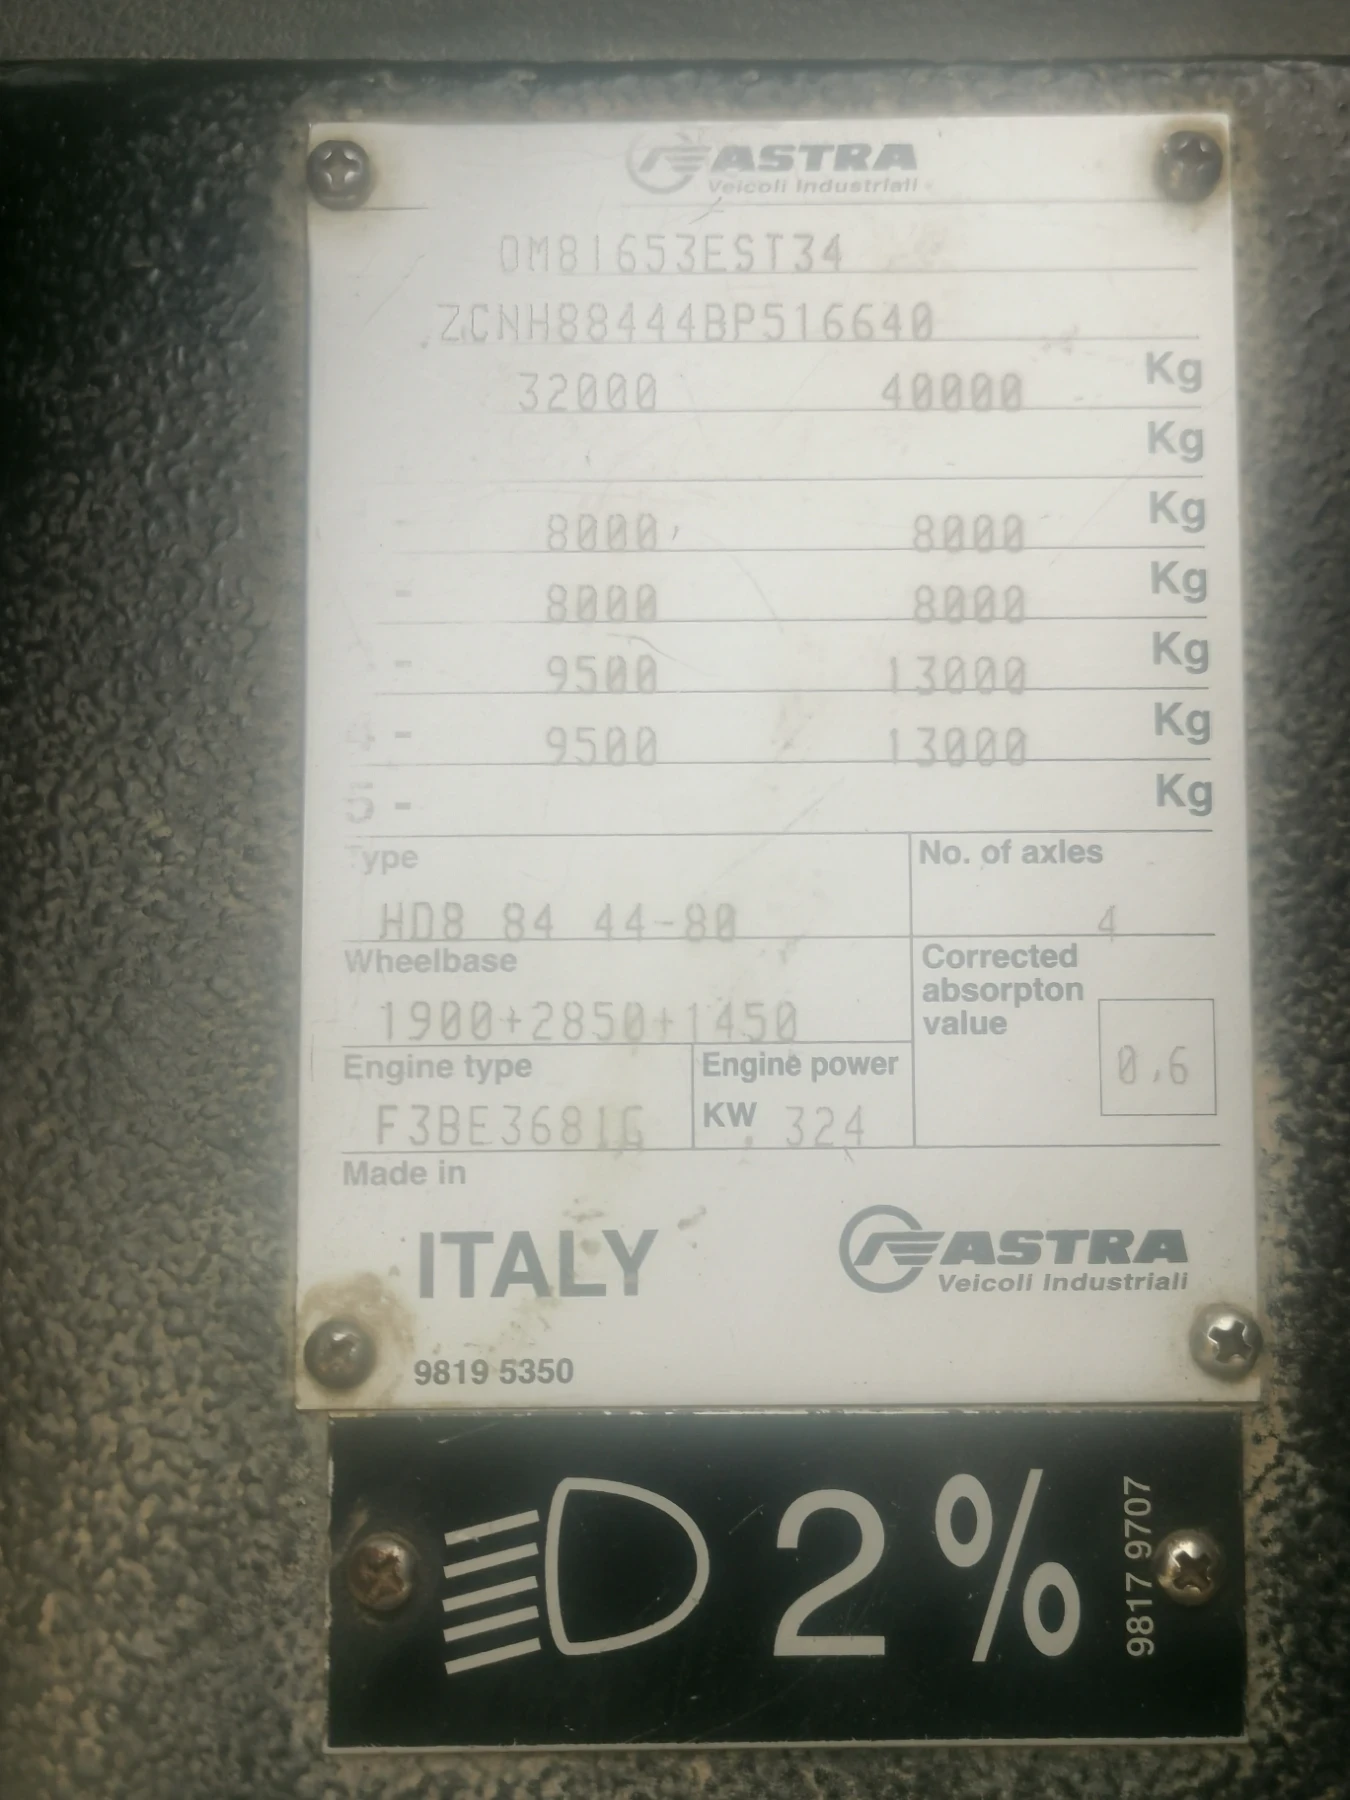 ASTRA
Veicoli Industriali
OM81653EST34
ZCNH88444BP516640
32000 40000 Kg
Kg
- 8000 8000 Kg
- 8000 8000 Kg
- 9500 13000 Kg
4 - 9500 13000 Kg
5 - Kg
Type No. of axles
HD8 84 44-80 4
Wheelbase Corrected
absorpton
value
1900+2850+1450
0,6
Engine type Engine power
F3BE3681G KW 324
Made in
ITALY ASTRA
Veicoli Industriali
9819 5350
2%
9817 9707